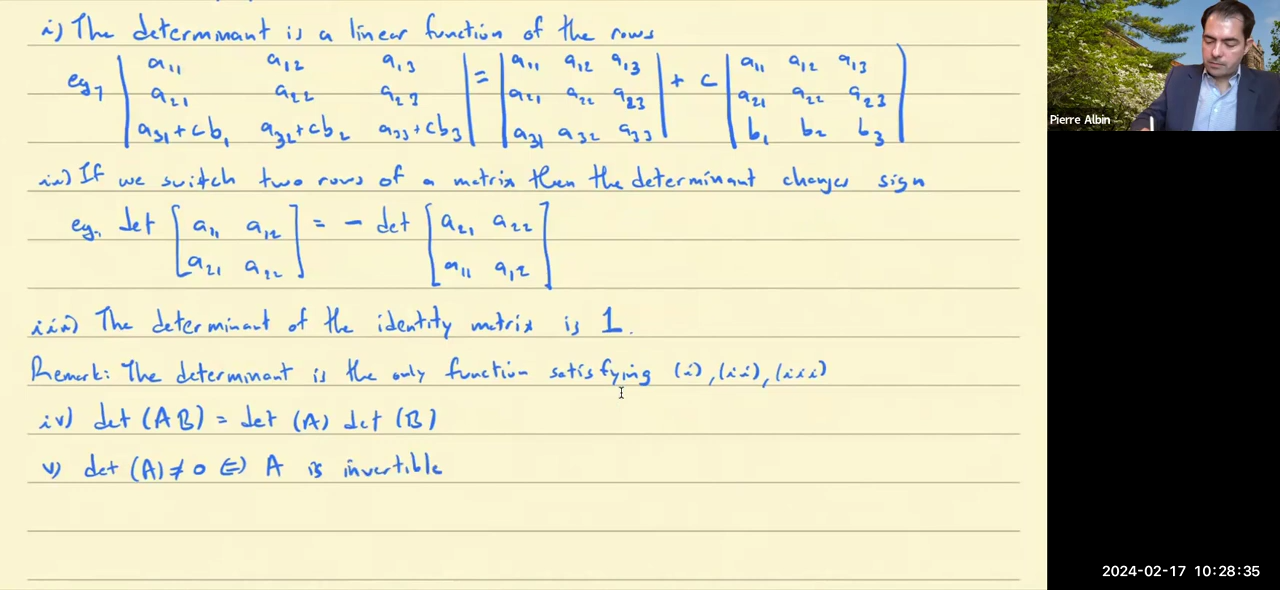 i) The determinant is a linear function of the rows
eg, | a₁₁ a₁₂ a₁₃ | = | a₁₁ a₁₂ a₁₃ | + c | a₁₁ a₁₂ a₁₃ |
| a₂₁ a₂₂ a₂₃ | | a₂₁ a₂₂ a₂₃ | | a₂₁ a₂₂ a₂₃ |
| a₃₁+cb₁ a₃₂+cb₂ a₃₃+cb₃ | | a₃₁ a₃₂ a₃₃ | | b₁ b₂ b₃ |
ii) If we switch two rows of a matrix then the determinant changes sign
eg, det [ a₁₁ a₁₂ ] = - det [ a₂₁ a₂₂ ]
[ a₂₁ a₂₂ ] [ a₁₁ a₁₂ ]
iii) The determinant of the identity matrix is 1.
Remark: The determinant is the only function satisfying (i), (ii), (iii)
iv) det (AB) = det (A) det (B)
v) det (A) ≠ 0 ⇔ A is invertible
Pierre Albin
2024-02-17 10:28:35